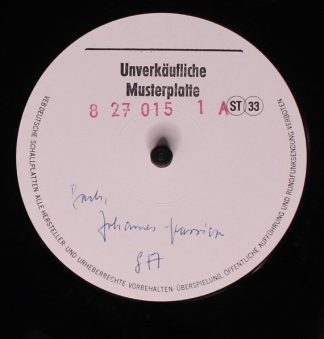 Unverkäufliche
Musterplatte
8 27 015 1 A ST 33
Bach,
Johannes-Passion
VEB DEUTSCHE SCHALLPLATTEN ALLE HERSTELLER- UND URHEBERRECHTE VORBEHALTEN · ÜBERSPIELUNG, ÖFFENTLICHE AUFFÜHRUNG UND RUNDFUNKSENDUNG VERBOTEN